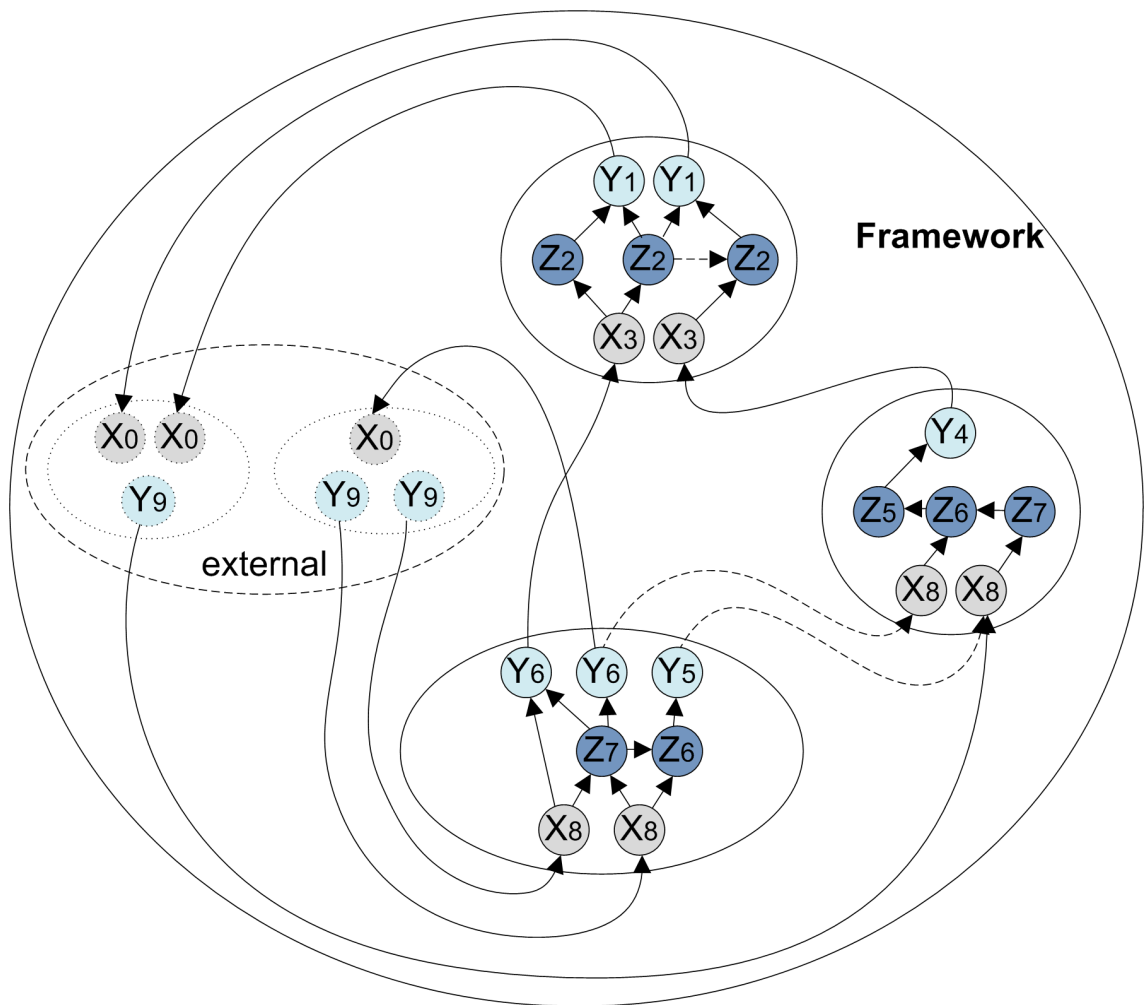 Y1 Y1
Framework
Z2 Z2 Z2
X3 X3
X0 X0 X0
Y4
Y9 Y9 Y9
Z5 Z6 Z7
external
X8 X8
Y6 Y6 Y5
Z7 Z6
X8 X8